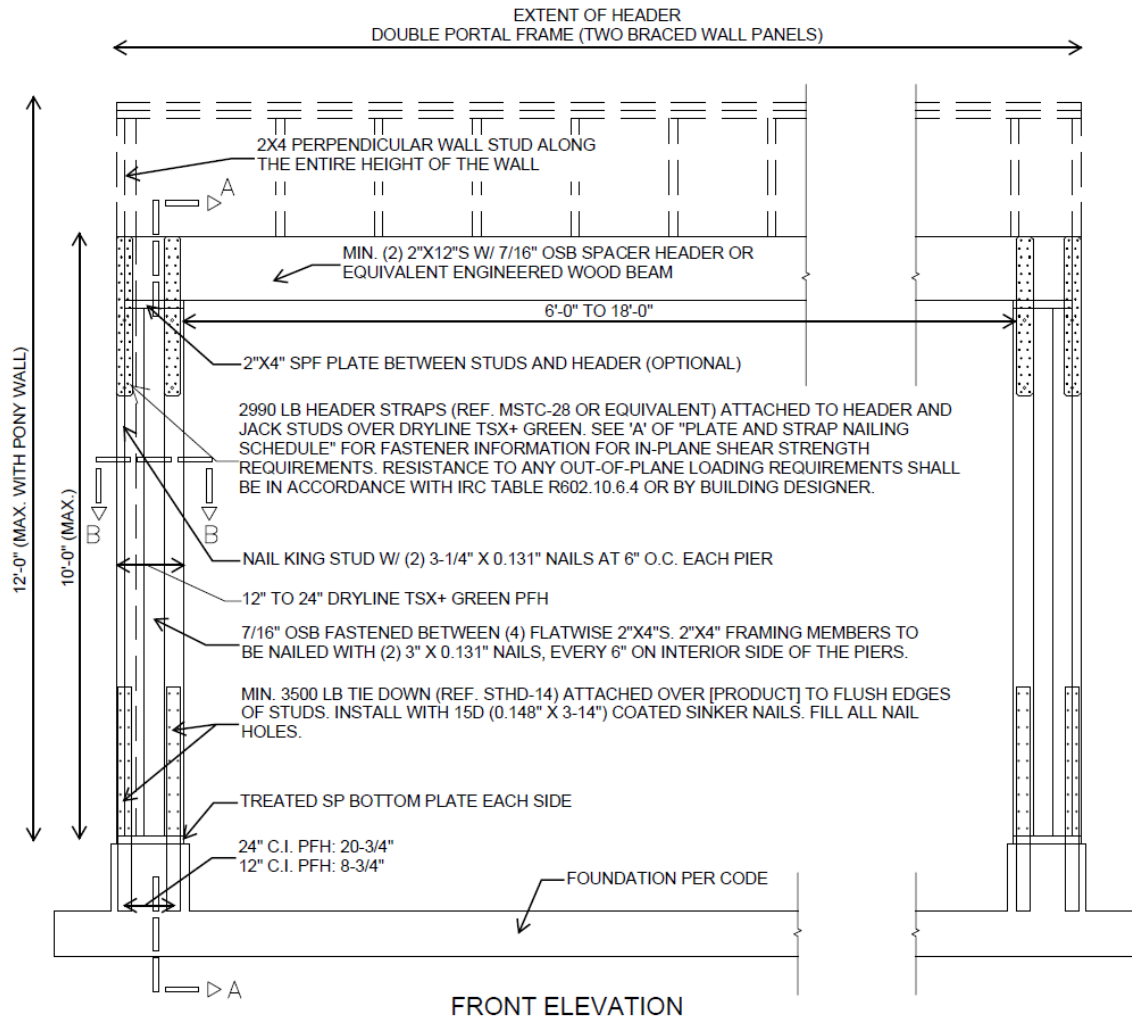 EXTENT OF HEADER
DOUBLE PORTAL FRAME (TWO BRACED WALL PANELS)
2X4 PERPENDICULAR WALL STUD ALONG
THE ENTIRE HEIGHT OF THE WALL
A
MIN. (2) 2"X12"S W/ 7/16" OSB SPACER HEADER OR
EQUIVALENT ENGINEERED WOOD BEAM
6'-0" TO 18'-0"
2"X4" SPF PLATE BETWEEN STUDS AND HEADER (OPTIONAL)
2990 LB HEADER STRAPS (REF. MSTC-28 OR EQUIVALENT) ATTACHED TO HEADER AND
JACK STUDS OVER DRYLINE TSX+ GREEN. SEE 'A' OF "PLATE AND STRAP NAILING
SCHEDULE" FOR FASTENER INFORMATION FOR IN-PLANE SHEAR STRENGTH
REQUIREMENTS. RESISTANCE TO ANY OUT-OF-PLANE LOADING REQUIREMENTS SHALL
BE IN ACCORDANCE WITH IRC TABLE R602.10.6.4 OR BY BUILDING DESIGNER.
12'-0" (MAX. WITH PONY WALL)
10'-0" (MAX.)
B
B
NAIL KING STUD W/ (2) 3-1/4" X 0.131" NAILS AT 6" O.C. EACH PIER
12" TO 24" DRYLINE TSX+ GREEN PFH
7/16" OSB FASTENED BETWEEN (4) FLATWISE 2"X4"S. 2"X4" FRAMING MEMBERS TO
BE NAILED WITH (2) 3" X 0.131" NAILS, EVERY 6" ON INTERIOR SIDE OF THE PIERS.
MIN. 3500 LB TIE DOWN (REF. STHD-14) ATTACHED OVER [PRODUCT] TO FLUSH EDGES
OF STUDS. INSTALL WITH 15D (0.148" X 3-14") COATED SINKER NAILS. FILL ALL NAIL
HOLES.
TREATED SP BOTTOM PLATE EACH SIDE
24" C.I. PFH: 20-3/4"
12" C.I. PFH: 8-3/4"
FOUNDATION PER CODE
A
FRONT ELEVATION